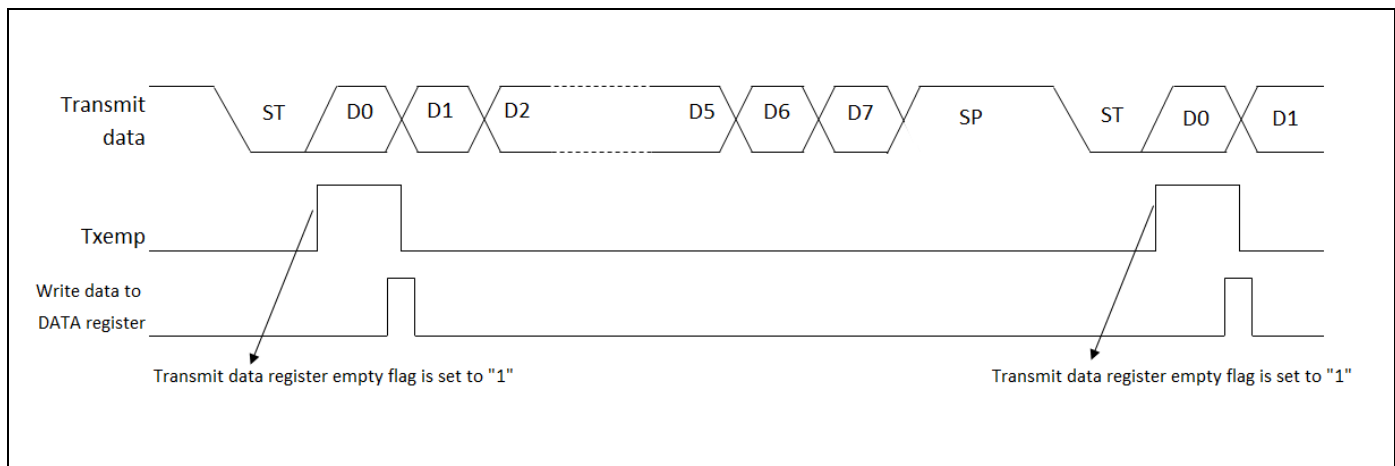 Transmit
data
ST D0 D1 D2 D5 D6 D7 SP ST D0 D1
Txemp
Write data to
DATA register
Transmit data register empty flag is set to "1" Transmit data register empty flag is set to "1"